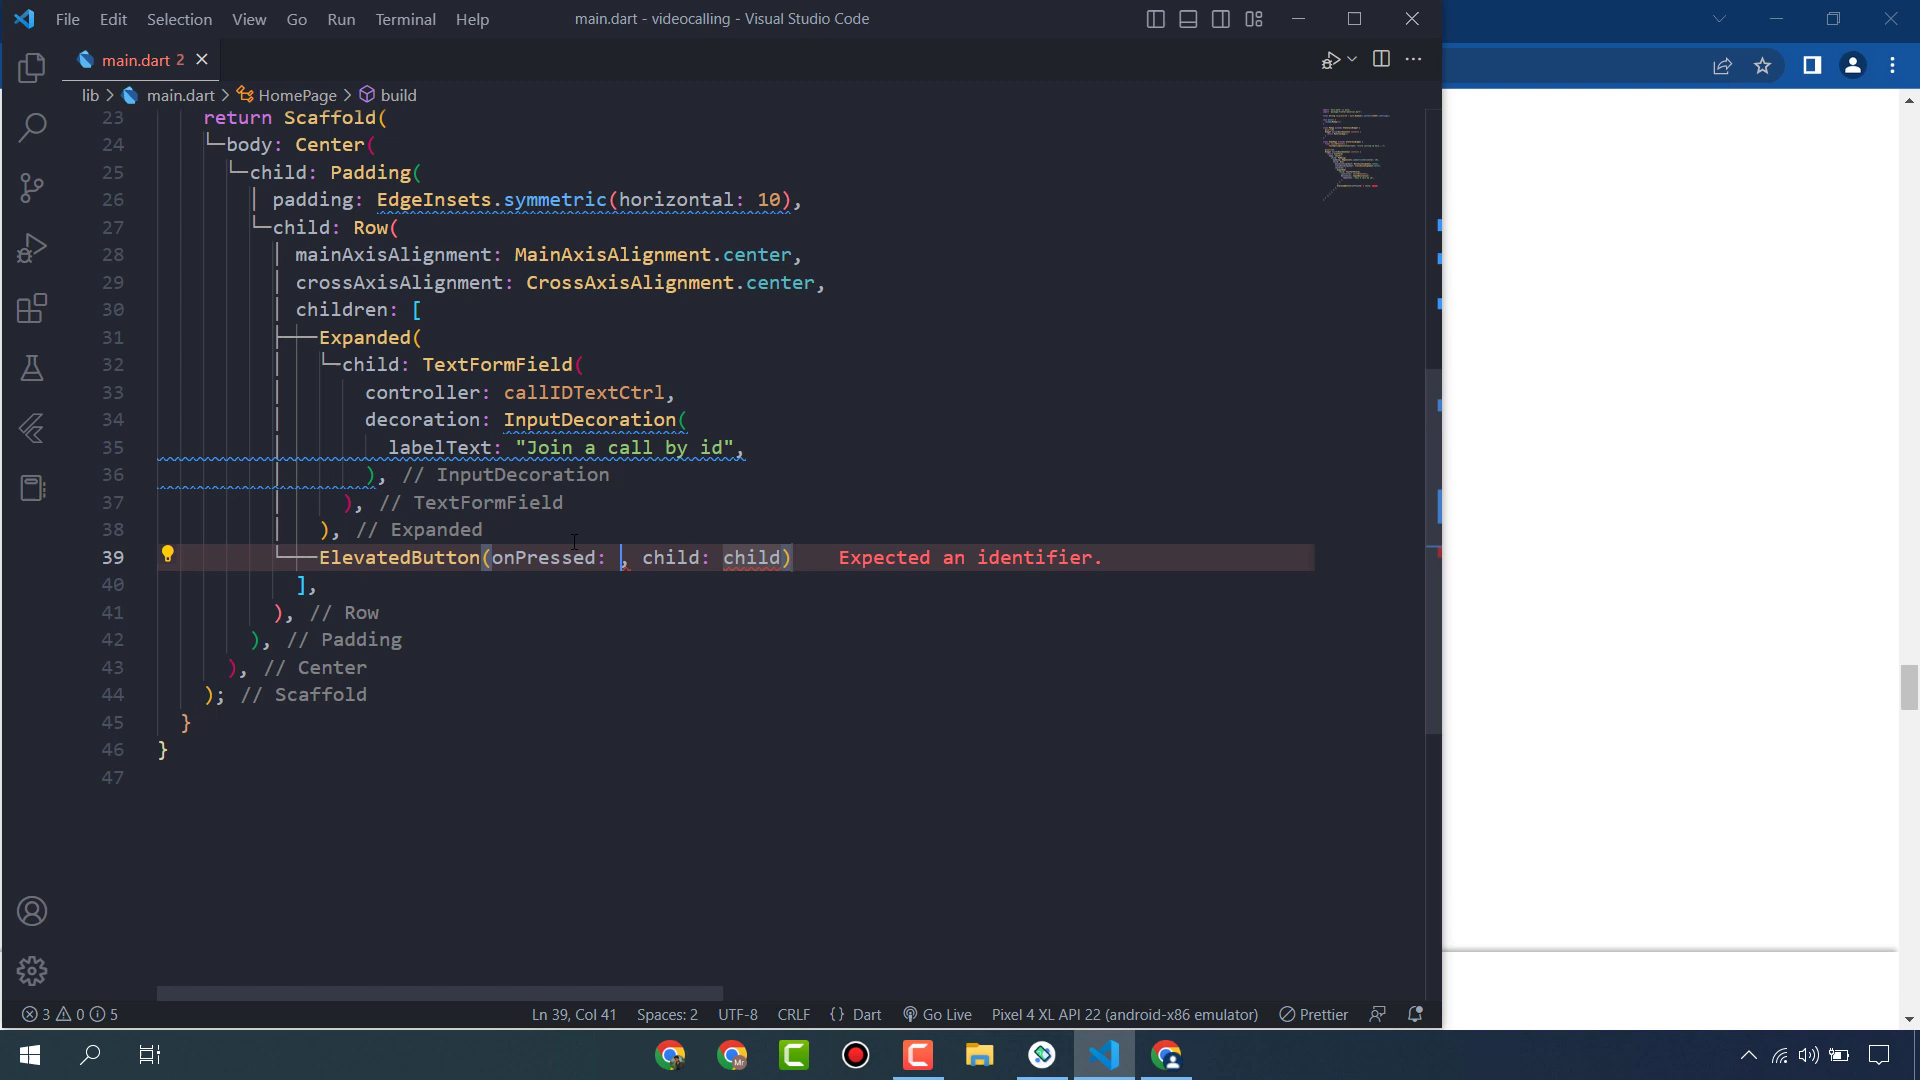 File Edit Selection View Go Run Terminal Help main.dart - videocalling - Visual Studio Code
main.dart 2
lib > main.dart > HomePage > build
23 return Scaffold(
24 body: Center(
25 child: Padding(
26 padding: EdgeInsets.symmetric(horizontal: 10),
27 child: Row(
28 mainAxisAlignment: MainAxisAlignment.center,
29 crossAxisAlignment: CrossAxisAlignment.center,
30 children: [
31 Expanded(
32 child: TextFormField(
33 controller: callIDTextCtrl,
34 decoration: InputDecoration(
35 labelText: "Join a call by id",
36 ), // InputDecoration
37 ), // TextFormField
38 ), // Expanded
39 ElevatedButton(onPressed: , child: child) Expected an identifier.
40 ],
41 ), // Row
42 ), // Padding
43 ), // Center
44 ); // Scaffold
45 }
46 }
47
3 0 5 Ln 39, Col 41 Spaces: 2 UTF-8 CRLF {} Dart Go Live Pixel 4 XL API 22 (android-x86 emulator) Prettier